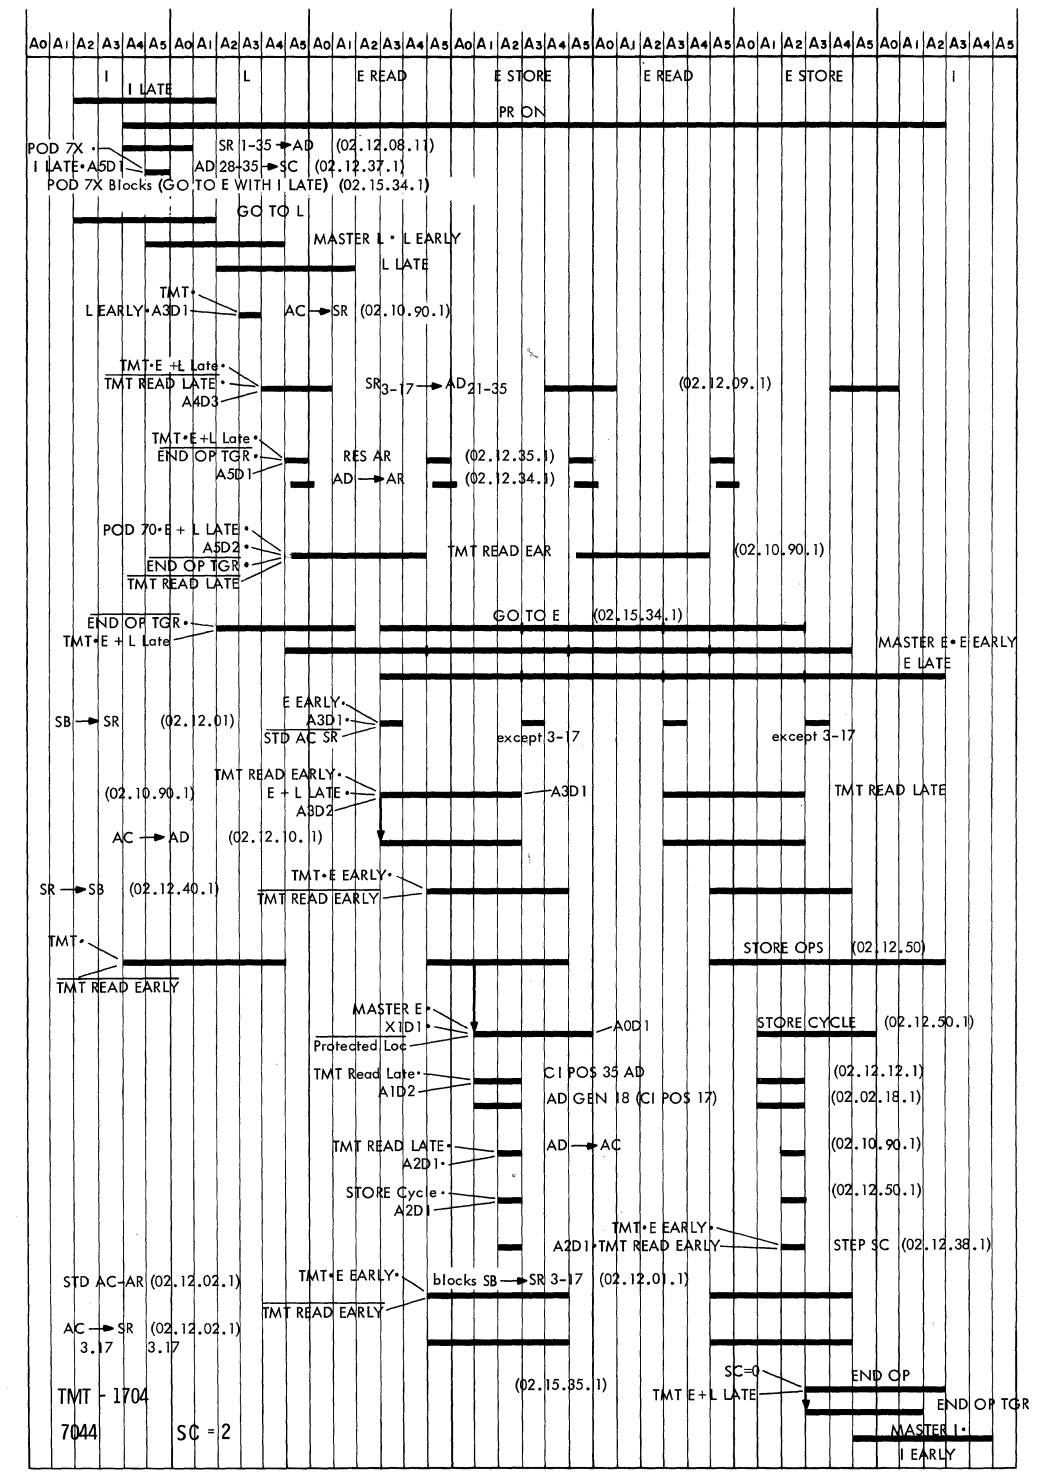 A0 A1 A2 A3 A4 A5 A0 A1 A2 A3 A4 A5 A0 A1 A2 A3 A4 A5 A0 A1 A2 A3 A4 A5 A0 A1 A2 A3 A4 A5 A0 A1 A2 A3 A4 A5 A0 A1 A2 A3 A4 A5
I L E READ E STORE E READ E STORE I
I LATE
PR ON
POD 7X • SR 1-35 → AD (02.12.08.11)
I LATE•A5D1 AD 28-35 → SC (02.12.37.1)
POD 7X Blocks (GO TO E WITH I LATE) (02.15.34.1)
GO TO L
MASTER L • L EARLY
L LATE
TMT•
L EARLY•A3D1 AC → SR (02.10.90.1)
TMT•E +L Late•
TMT READ LATE• SR3-17 → AD21-35 (02.12.09.1)
A4D3
TMT•E+L Late•
END OP TGR• RES AR (02.12.35.1)
A5D1 AD → AR (02.12.34.1)
POD 70•E + L LATE •
A5D2• TMT READ EAR (02.10.90.1)
END OP TGR•
TMT READ LATE
END OP TGR• GO TO E (02.15.34.1)
TMT•E + L Late MASTER E•E EARLY
E LATE
E EARLY•
SB → SR (02.12.01) A3D1•
STD AC SR except 3-17 except 3-17
TMT READ EARLY•
(02.10.90.1) E + L LATE• A3D1 TMT READ LATE
A3D2
AC → AD (02.12.10.1)
TMT•E EARLY•
SR → SB (02.12.40.1) TMT READ EARLY
TMT• STORE OPS (02.12.50)
TMT READ EARLY
MASTER E•
X1D1• A0D1 STORE CYCLE (02.12.50.1)
Protected Loc
TMT Read Late• C1 POS 35 AD (02.12.12.1)
A1D2
AD GEN 18 (C1 POS 17) (02.02.18.1)
TMT READ LATE• AD → AC (02.10.90.1)
A2D1•
STORE Cycle• (02.12.50.1)
A2D1
TMT•E EARLY•
A2D1•TMT READ EARLY STEP SC (02.12.38.1)
STD AC-AR (02.12.02.1) TMT•E EARLY• blocks SB → SR 3-17 (02.12.01.1)
TMT READ EARLY
AC → SR (02.12.02.1)
3.17 3.17
SC=0 END OP
(02.15.35.1) TMT E+L LATE
TMT - 1704 END OP TGR
7044 SC = 2 MASTER I•
I EARLY